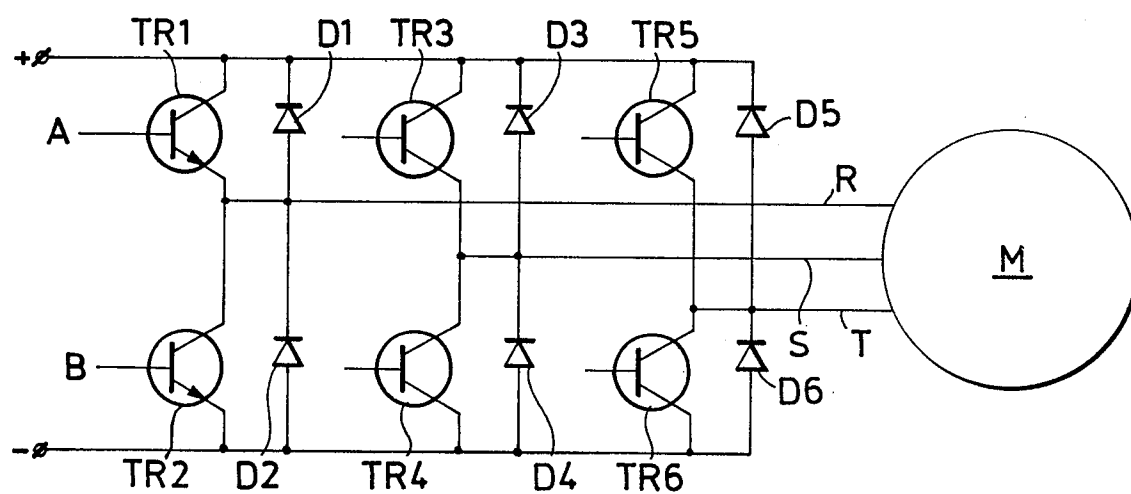 TR1 D1 TR3 D3 TR5
+ø
A
D5
R
M
S T
B
D6
-ø
TR2 D2 TR4 D4 TR6